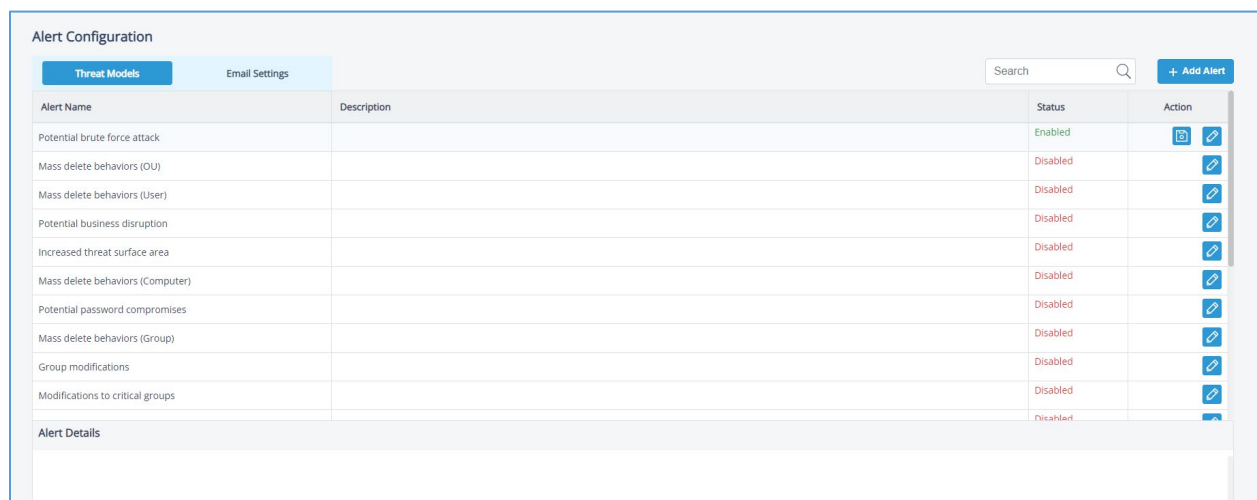 Alert Configuration
Threat Models Email Settings Search + Add Alert
Alert Name Description Status Action
Potential brute force attack Enabled
Mass delete behaviors (OU) Disabled
Mass delete behaviors (User) Disabled
Potential business disruption Disabled
Increased threat surface area Disabled
Mass delete behaviors (Computer) Disabled
Potential password compromises Disabled
Mass delete behaviors (Group) Disabled
Group modifications Disabled
Modifications to critical groups Disabled
Disabled
Alert Details